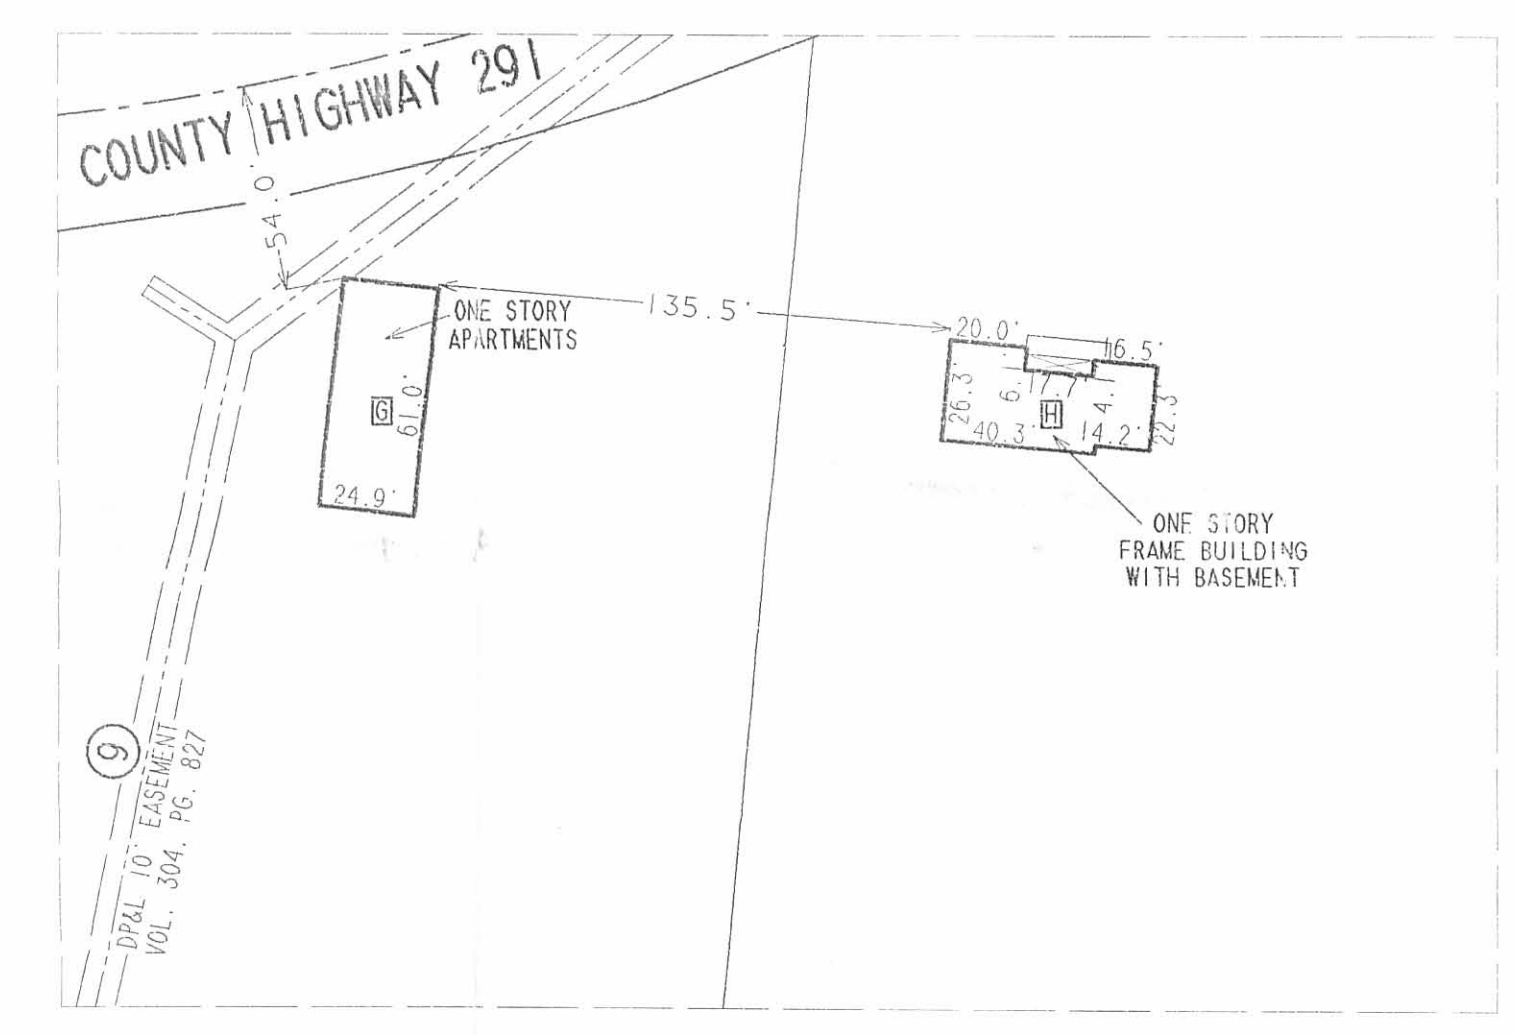 COUNTY HIGHWAY 291
54.0'
135.5'
ONE STORY
APARTMENTS
61.0'
G
24.9'
20.0'
16.5'
26.3'
17.7'
22.3'
H
40.3'
14.2'
ONE STORY
FRAME BUILDING
WITH BASEMENT
9
DP&L 10' EASEMENT
VOL. 304, PG. 827